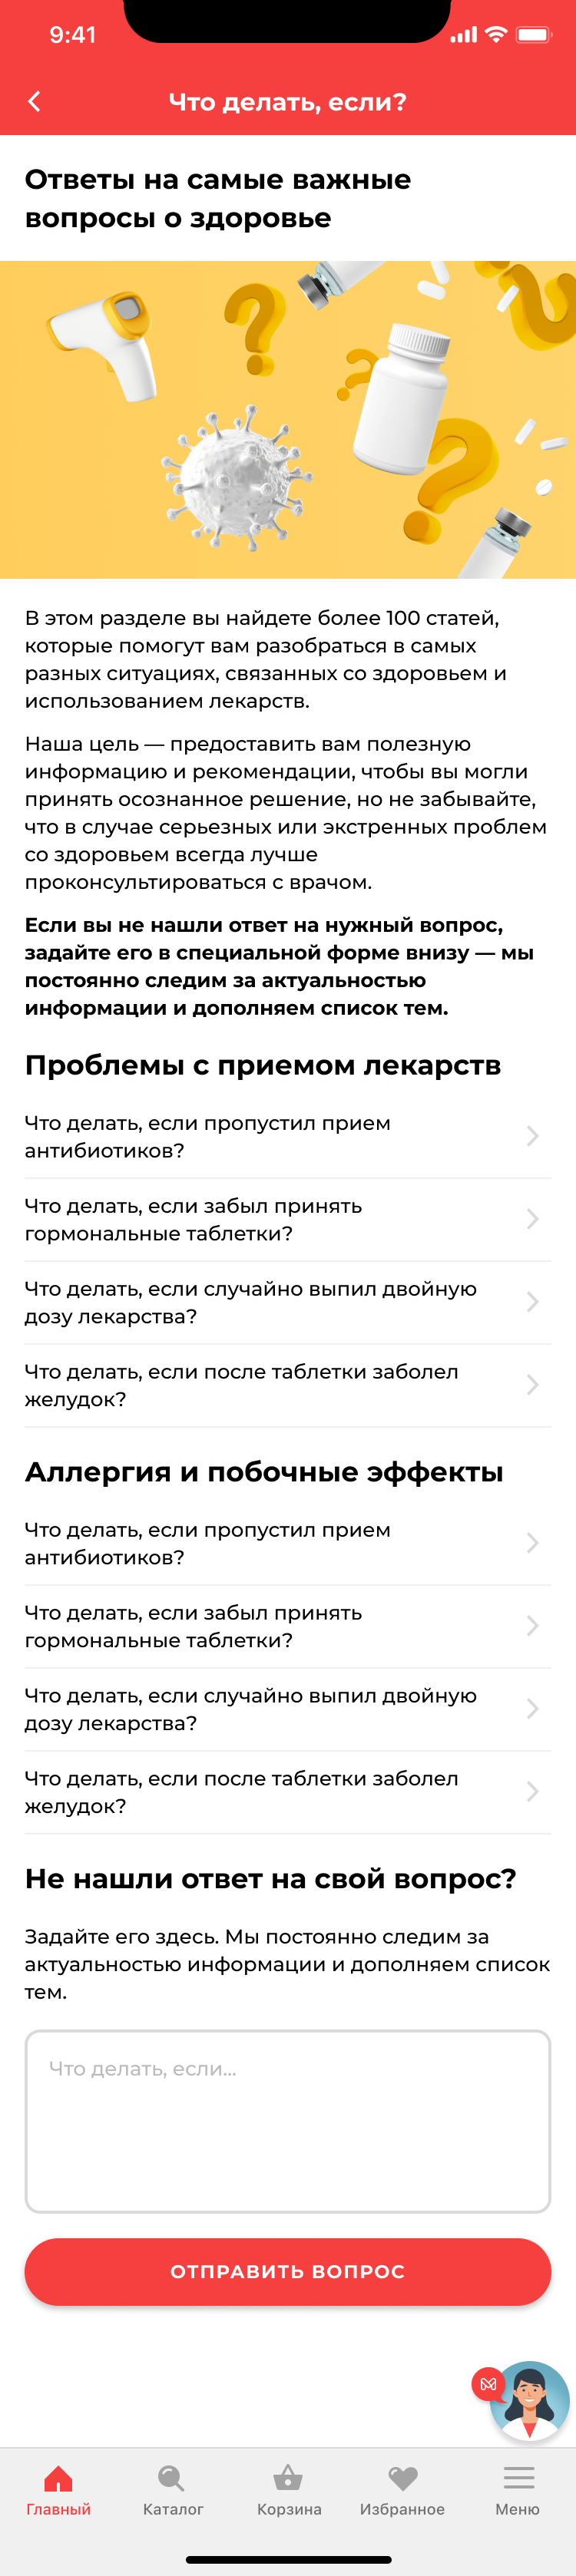 9:41
Что делать, если?
Ответы на самые важные
вопросы о здоровье
В этом разделе вы найдете более 100 статей,
которые помогут вам разобраться в самых
разных ситуациях, связанных со здоровьем и
использованием лекарств.
Наша цель — предоставить вам полезную
информацию и рекомендации, чтобы вы могли
принять осознанное решение, но не забывайте,
что в случае серьезных или экстренных проблем
со здоровьем всегда лучше
проконсультироваться с врачом.
Если вы не нашли ответ на нужный вопрос,
задайте его в специальной форме внизу — мы
постоянно следим за актуальностью
информации и дополняем список тем.
Проблемы с приемом лекарств
Что делать, если пропустил прием
антибиотиков?
Что делать, если забыл принять
гормональные таблетки?
Что делать, если случайно выпил двойную
дозу лекарства?
Что делать, если после таблетки заболел
желудок?
Аллергия и побочные эффекты
Что делать, если пропустил прием
антибиотиков?
Что делать, если забыл принять
гормональные таблетки?
Что делать, если случайно выпил двойную
дозу лекарства?
Что делать, если после таблетки заболел
желудок?
Не нашли ответ на свой вопрос?
Задайте его здесь. Мы постоянно следим за
актуальностью информации и дополняем список
тем.
Что делать, если...
ОТПРАВИТЬ ВОПРОС
Главный
Каталог
Корзина
Избранное
Меню